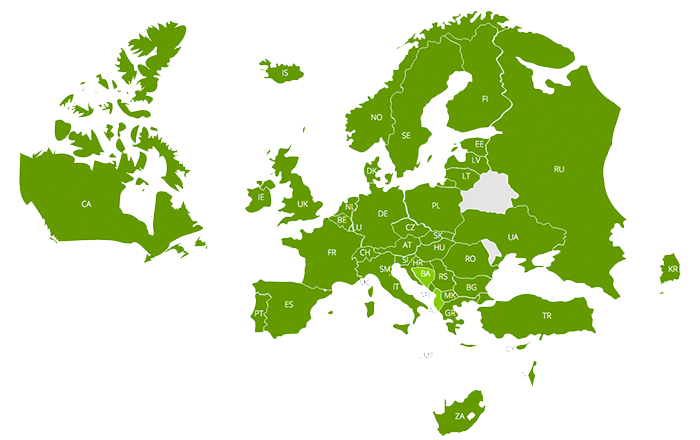 IS
NO
SE
FI
EE
LV
LT
DK
RU
CA
IE
UK
NL
BE
LU
DE
PL
CZ
SK
UA
FR
CH
AT
HU
RO
SI
HR
SM
IT
BA
RS
BG
MK
GR
KR
PT
ES
TR
CY
MT
ZA